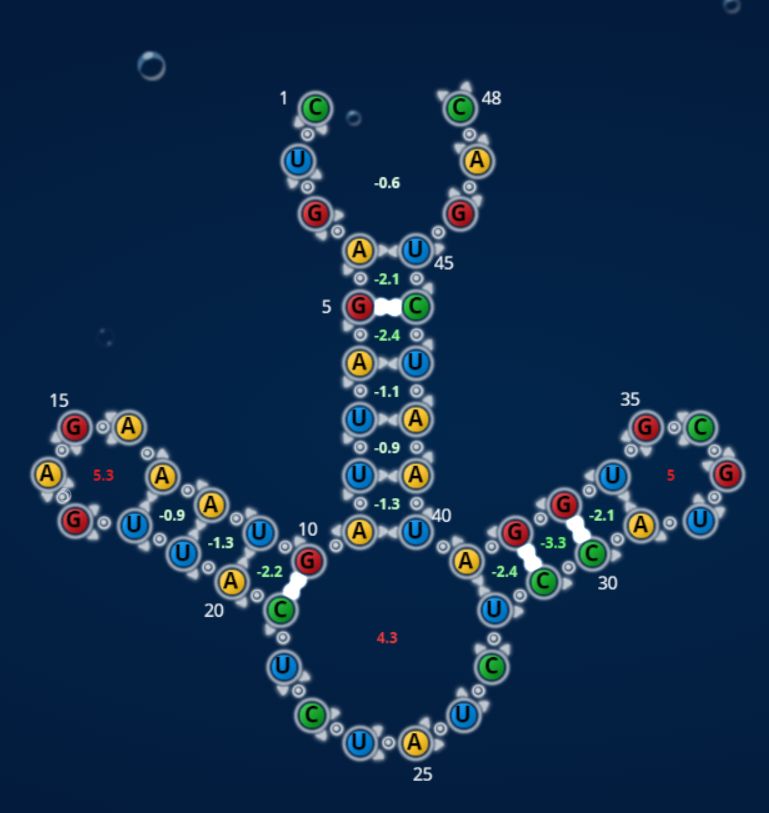 1 C C 48
U A
-0.6
G G
A U
45
-2.1
5 G C
-2.4
A U
-1.1
15 35
U A
G A G C
-0.9
A 5.3 A U A U 5 G
A G
-1.3 -2.1
G U -0.9 U 10 A U 40 G A U
U -1.3 G A -3.3 C
A -2.2 -2.4 C 30
20 C U
4.3
U C
C U
U A
25